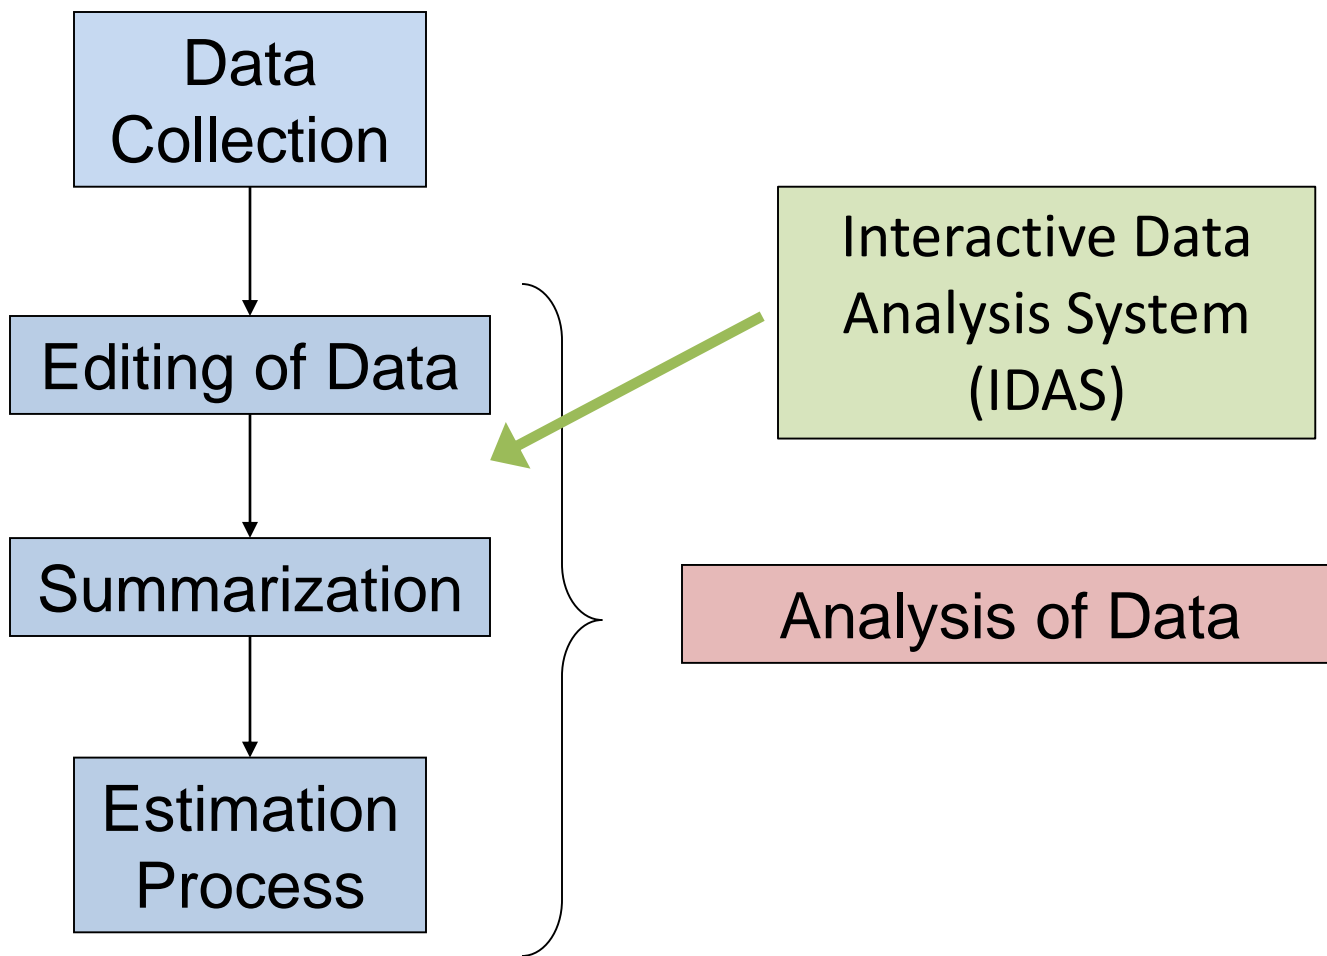 Data
Collection
Editing of Data
Summarization
Estimation
Process
Interactive Data
Analysis System
(IDAS)
Analysis of Data